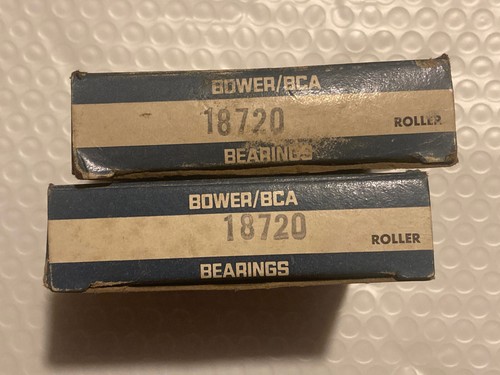 BOWER/BCA
18720
ROLLER
BEARINGS
BOWER/BCA
18720
ROLLER
BEARINGS